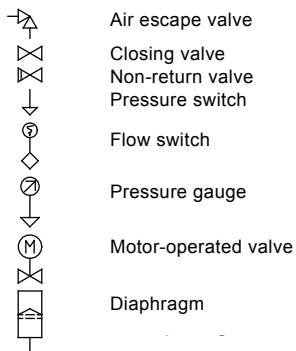 Air escape valve
Closing valve
Non-return valve
Pressure switch
Flow switch
Pressure gauge
M Motor-operated valve
Diaphragm